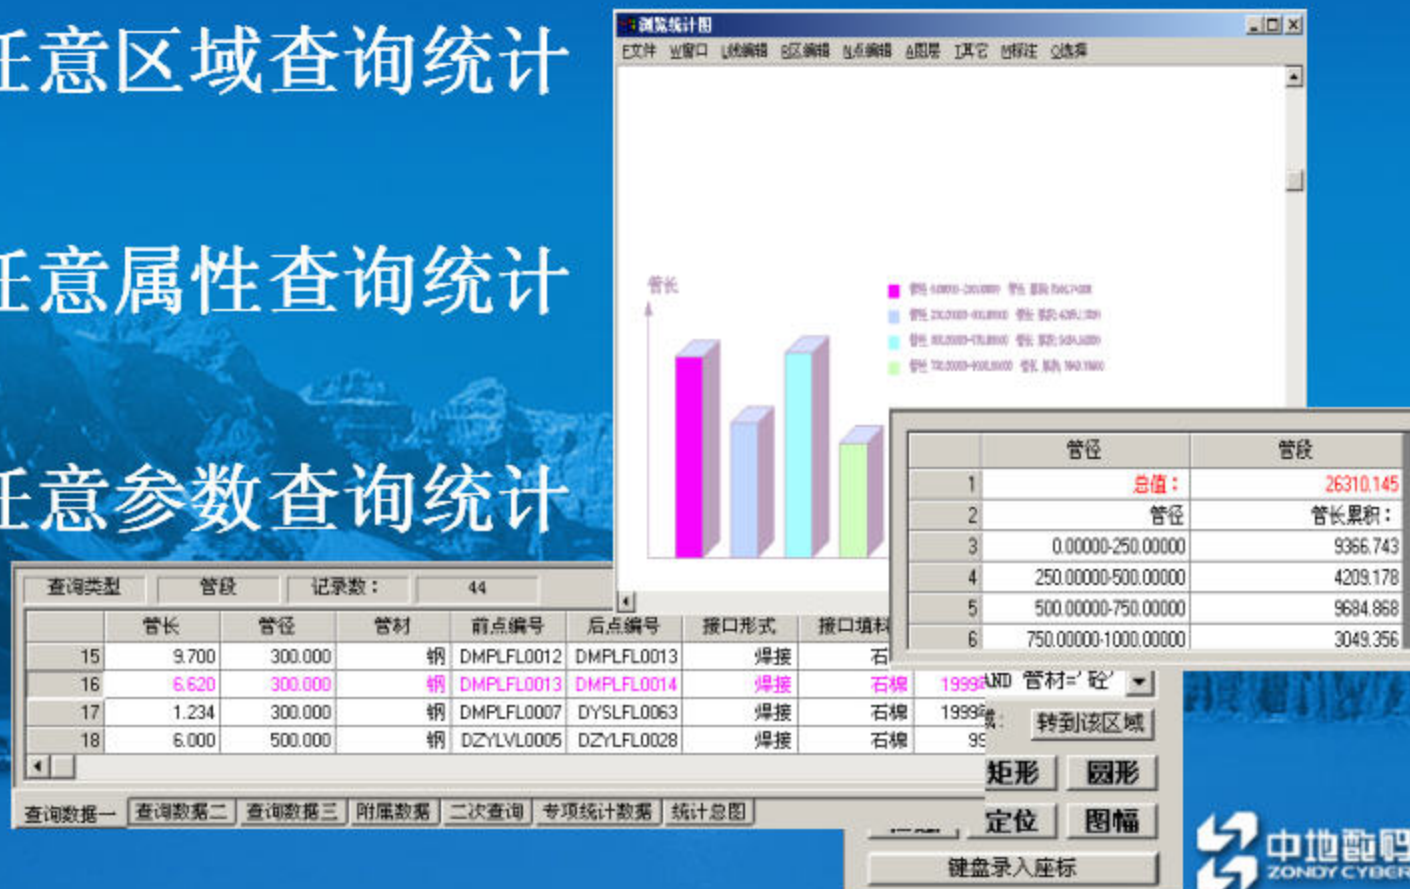 任意区域查询统计
任意属性查询统计
任意参数查询统计
浏览统计图
F文件 W窗口 L线编辑 R区编辑 N点编辑 A图层 I其它 M标注 O选择
管长
管径 管段
1 总值： 26310.145
2 管径 管长累积：
3 0.00000-250.00000 9366.743
4 250.00000-500.00000 4209.178
5 500.00000-750.00000 9684.868
6 750.00000-1000.00000 3049.356
查询类型 管段 记录数： 44
管长 管径 管材 前点编号 后点编号 接口形式 接口填料
15 9.700 300.000 钢 DMPLFL0012 DMPLFL0013 焊接 石
16 6.620 300.000 钢 DMPLFL0013 DMPLFL0014 焊接 石棉 1999
17 1.234 300.000 钢 DMPLFL0007 DYSLFL0063 焊接 石棉 1999
18 6.000 500.000 钢 DZYLVL0005 DZYLFL0028 焊接 石棉 99
查询数据一 查询数据二 查询数据三 附属数据 二次查询 专项统计数据 统计总图
AND 管材='砼'
转到该区域
矩形 圆形
定位 图幅
键盘录入座标
中地数码
ZONDY CYBER